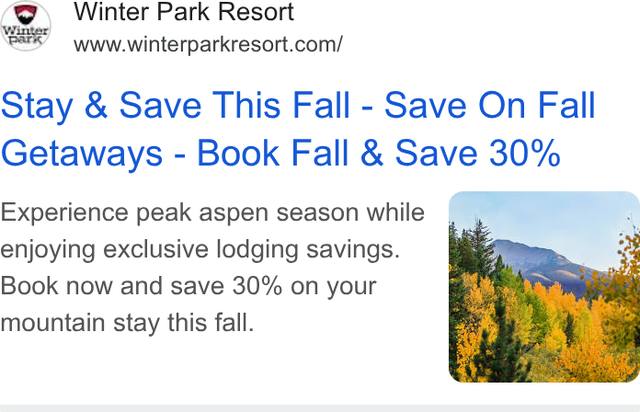 Winter Park Resort
Winter
park
www.winterparkresort.com/
Stay & Save This Fall - Save On Fall
Getaways - Book Fall & Save 30%
Experience peak aspen season while
enjoying exclusive lodging savings.
Book now and save 30% on your
mountain stay this fall.